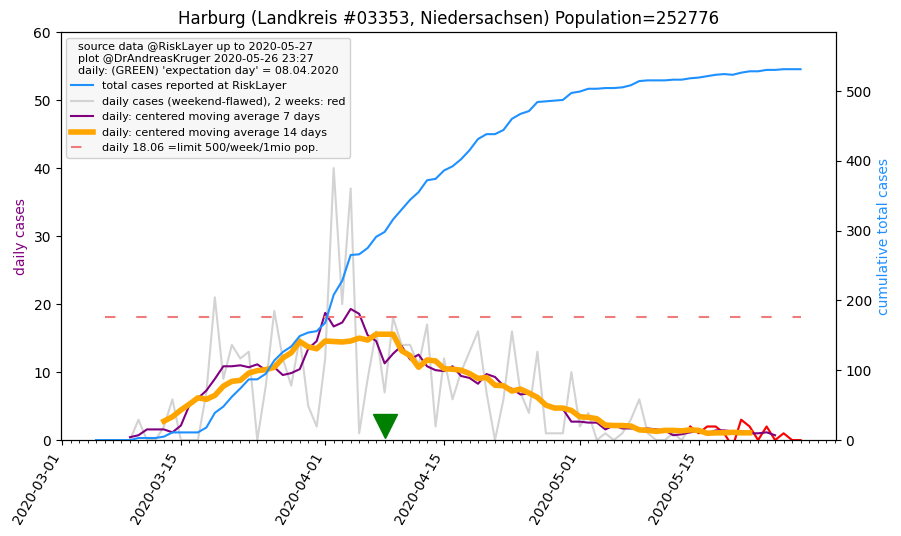 Harburg (Landkreis #03353, Niedersachsen) Population=252776
source data @RiskLayer up to 2020-05-27
plot @DrAndreasKruger 2020-05-26 23:27
daily: (GREEN) 'expectation day' = 08.04.2020
total cases reported at RiskLayer
daily cases (weekend-flawed), 2 weeks: red
daily: centered moving average 7 days
daily: centered moving average 14 days
daily 18.06 =limit 500/week/1mio pop.
daily cases
60
50
40
30
20
10
0
cumulative total cases
500
400
300
200
100
0
2020-03-01
2020-03-15
2020-04-01
2020-04-15
2020-05-01
2020-05-15